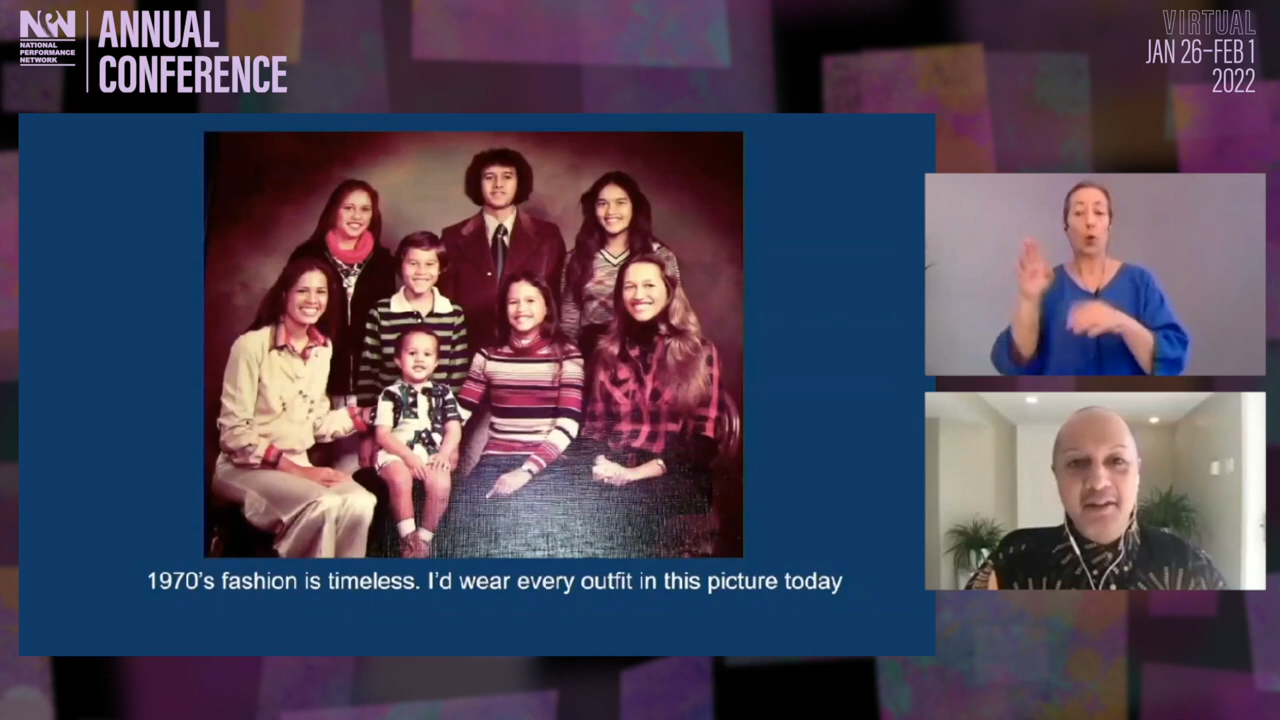 NPN
NATIONAL
PERFORMANCE
NETWORK
ANNUAL
CONFERENCE
VIRTUAL
JAN 26–FEB 1
2022
1970's fashion is timeless. I'd wear every outfit in this picture today